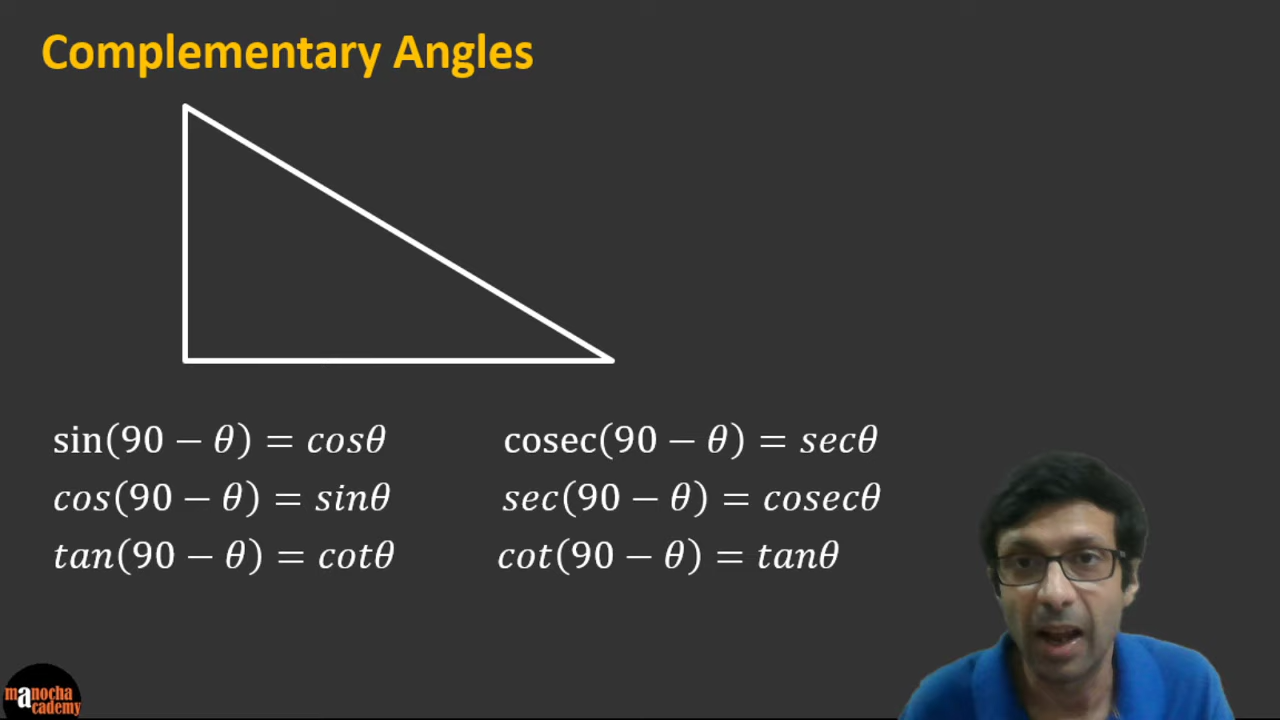 Complementary Angles
sin(90 − θ) = cosθ
cosec(90 − θ) = secθ
cos(90 − θ) = sinθ
sec(90 − θ) = cosecθ
tan(90 − θ) = cotθ
cot(90 − θ) = tanθ
manocha
academy